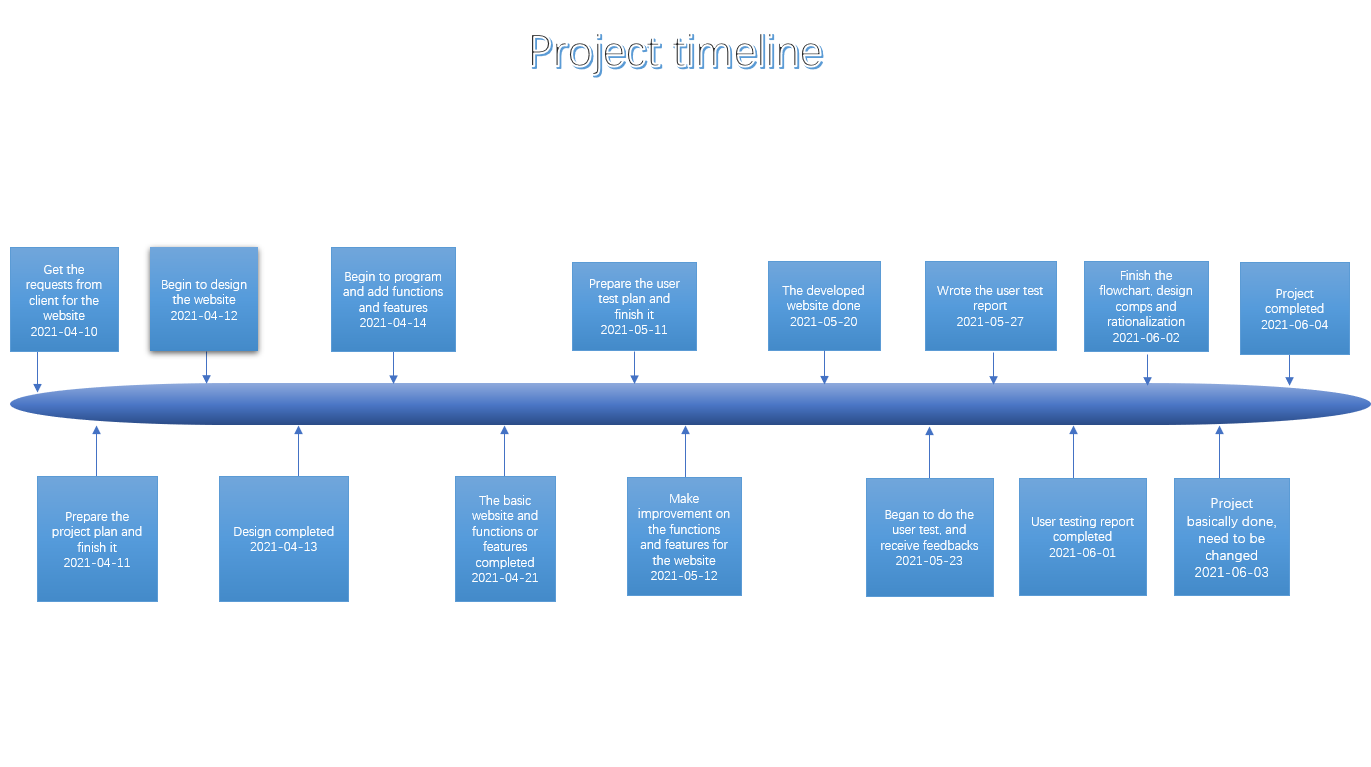 Project timeline
Get the
requests from
client for the
website
2021-04-10
Begin to design
the website
2021-04-12
Begin to program
and add functions
and features
2021-04-14
Prepare the user
test plan and
finish it
2021-05-11
The developed
website done
2021-05-20
Wrote the user test
report
2021-05-27
Finish the
flowchart, design
comps and
rationalization
2021-06-02
Project
completed
2021-06-04
Prepare the
project plan and
finish it
2021-04-11
Design completed
2021-04-13
The basic
website and
functions or
features
completed
2021-04-21
Make
improvement on
the functions
and features for
the website
2021-05-12
Began to do the
user test, and
receive feedbacks
2021-05-23
User testing report
completed
2021-06-01
Project
basically done,
need to be
changed
2021-06-03